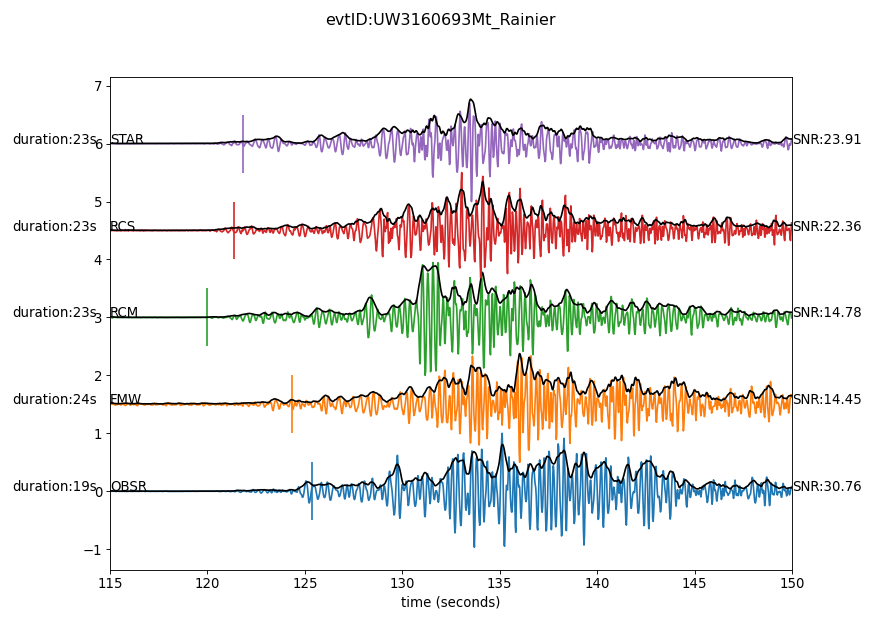 evtID:UW3160693Mt_Rainier
7
duration:23s 6 STAR SNR:23.91
5
duration:23s RCS SNR:22.36
4
duration:23s 3 RCM SNR:14.78
2
duration:24s FMW SNR:14.45
1
duration:19s 0 OBSR SNR:30.76
−1
115 120 125 130 135 140 145 150
time (seconds)